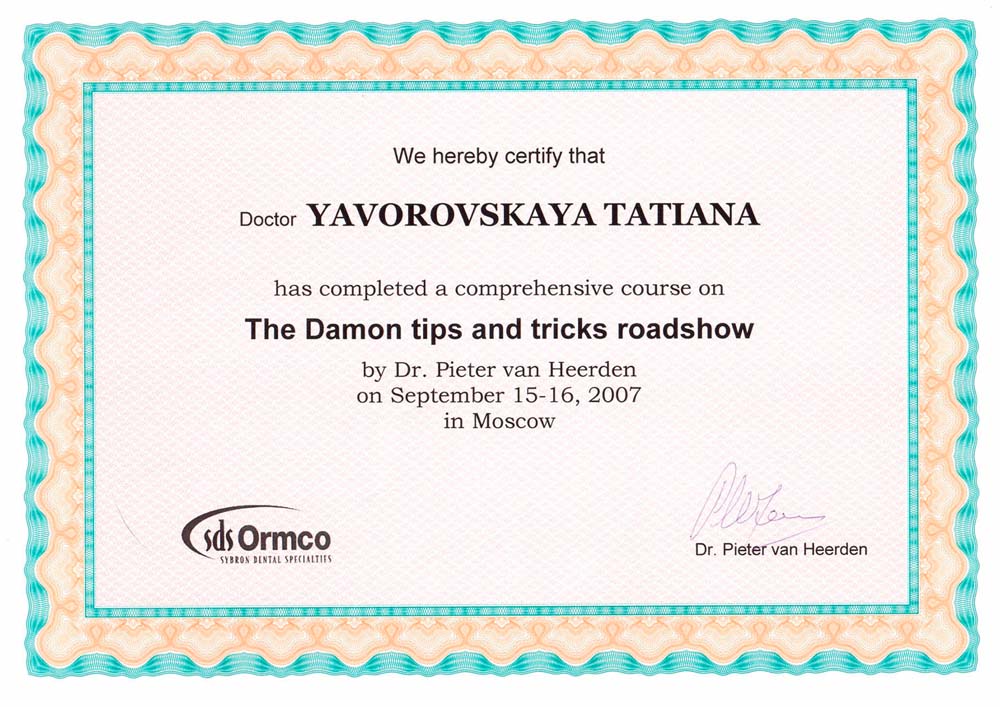 We hereby certify that
Doctor YAVOROVSKAYA TATIANA
has completed a comprehensive course on
The Damon tips and tricks roadshow
by Dr. Pieter van Heerden
on September 15-16, 2007
in Moscow
sds Ormco
SYBRON DENTAL SPECIALTIES
Dr. Pieter van Heerden